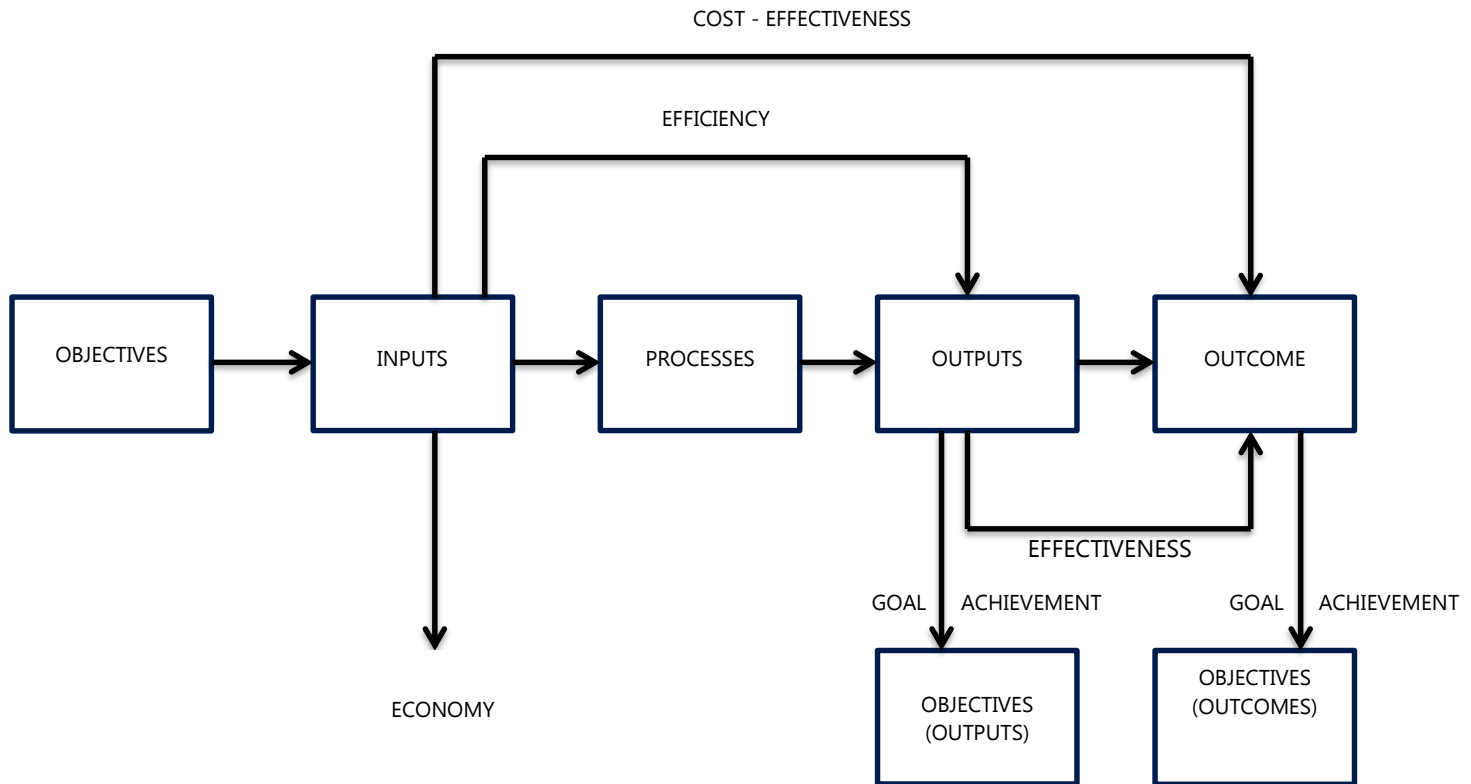 COST - EFFECTIVENESS
EFFICIENCY
OBJECTIVES
INPUTS
PROCESSES
OUTPUTS
OUTCOME
EFFECTIVENESS
GOAL ACHIEVEMENT
GOAL ACHIEVEMENT
ECONOMY
OBJECTIVES
(OUTPUTS)
OBJECTIVES
(OUTCOMES)